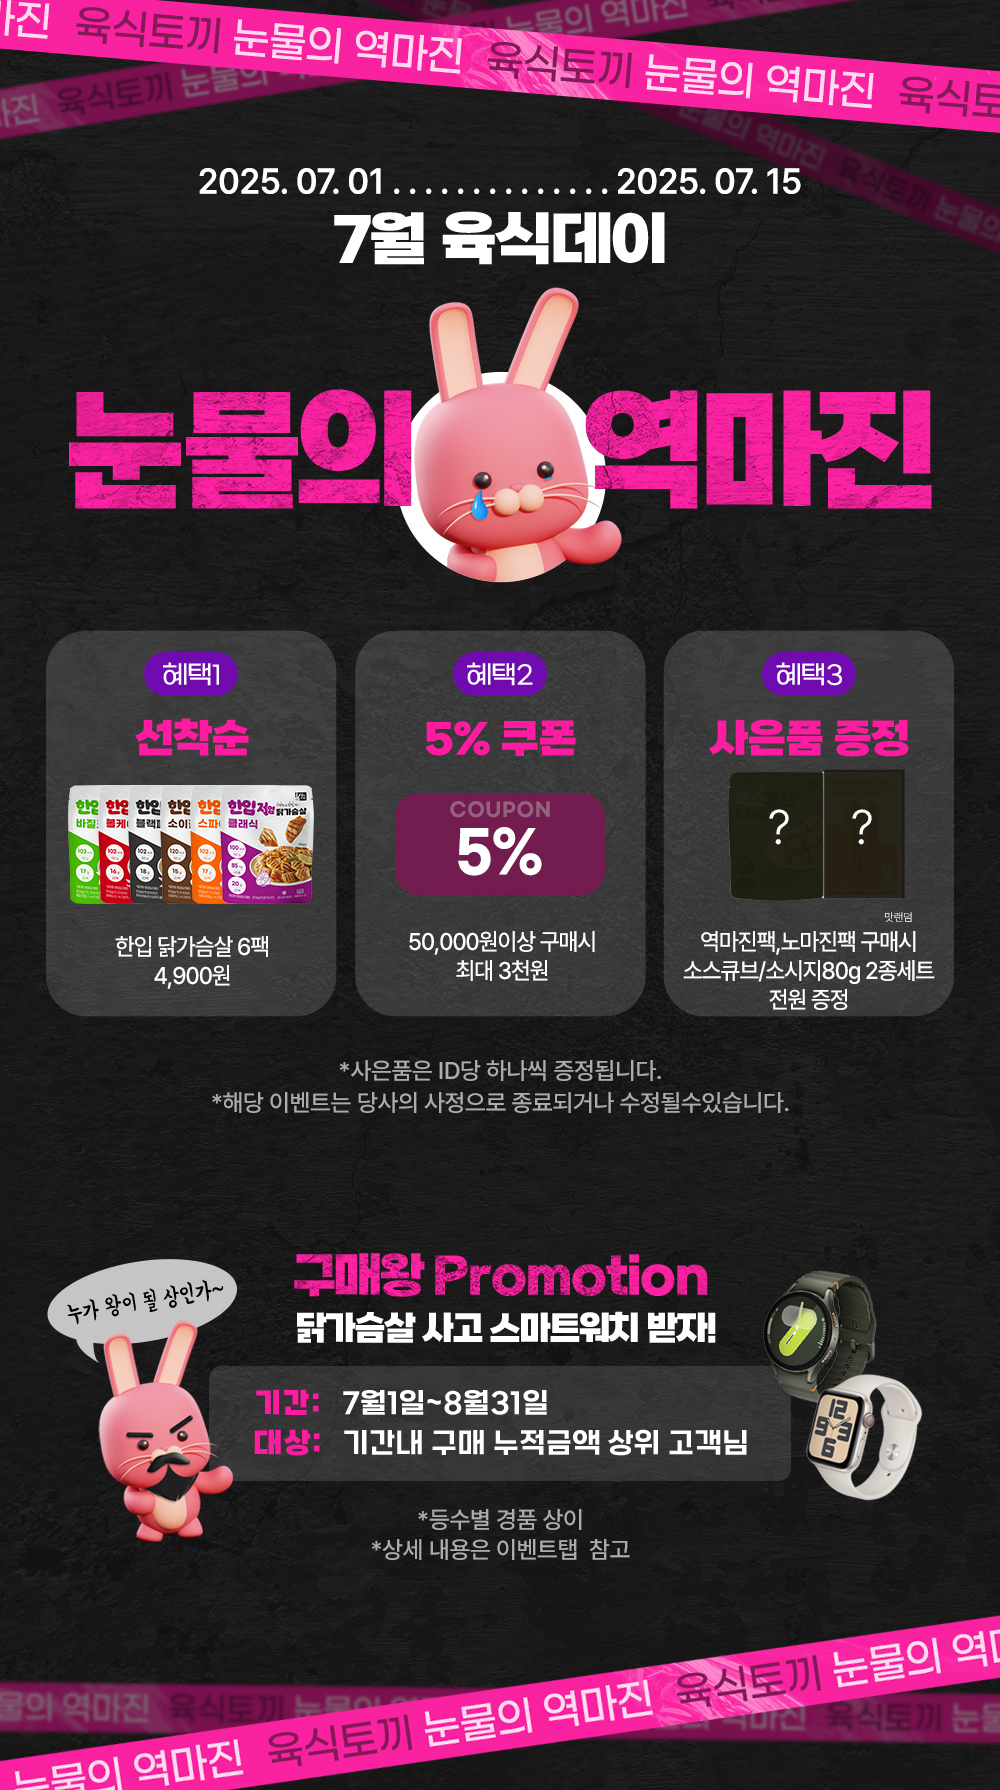 마진 육식토끼 눈물의 역마진 육식토끼 눈물의 역마진 육식토
2025. 07. 01 . . . . . . . . . . . . . . 2025. 07. 15
7월 육식데이
눈물의 역마진
혜택1
선착순
한입 저염 닭가슴살
클래식
한입 닭가슴살 6팩
4,900원
혜택2
5% 쿠폰
COUPON
5%
50,000원이상 구매시
최대 3천원
혜택3
사은품 증정
? ?
맛랜덤
역마진팩,노마진팩 구매시
소스큐브/소시지80g 2종세트
전원 증정
*사은품은 ID당 하나씩 증정됩니다.
*해당 이벤트는 당사의 사정으로 종료되거나 수정될수있습니다.
누가 왕이 될 상인가~
구매왕 Promotion
닭가슴살 사고 스마트워치 받자!
기간: 7월1일~8월31일
대상: 기간내 구매 누적금액 상위 고객님
*등수별 경품 상이
*상세 내용은 이벤트탭 참고
눈물의 역마진 육식토끼 눈물의 역마진 육식토끼 눈물의 역